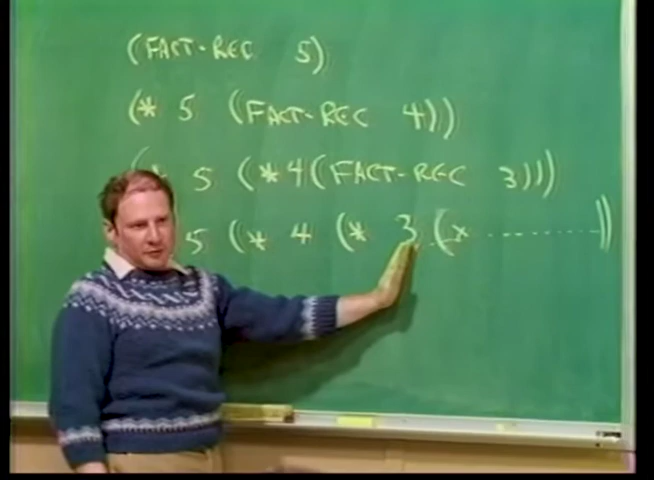 (FACT-REC 5)
(* 5 (FACT-REC 4))
(* 5 (*4(FACT-REC 3)))
5 (* 4 (* 3 (* ..........))